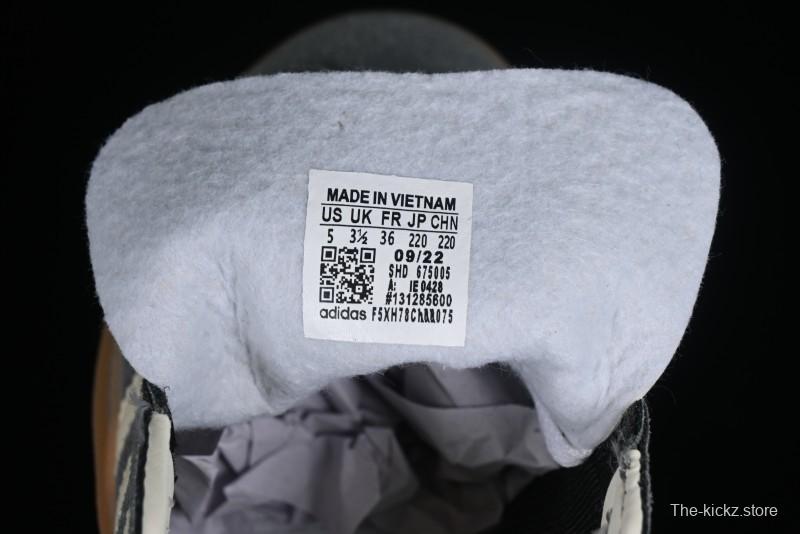 MADE IN VIETNAM
US UK FR JP CHN
5 3½ 36 220 220
09/22
SHD 675005
A: IE0428
#131285600
adidas
The-kickz.store